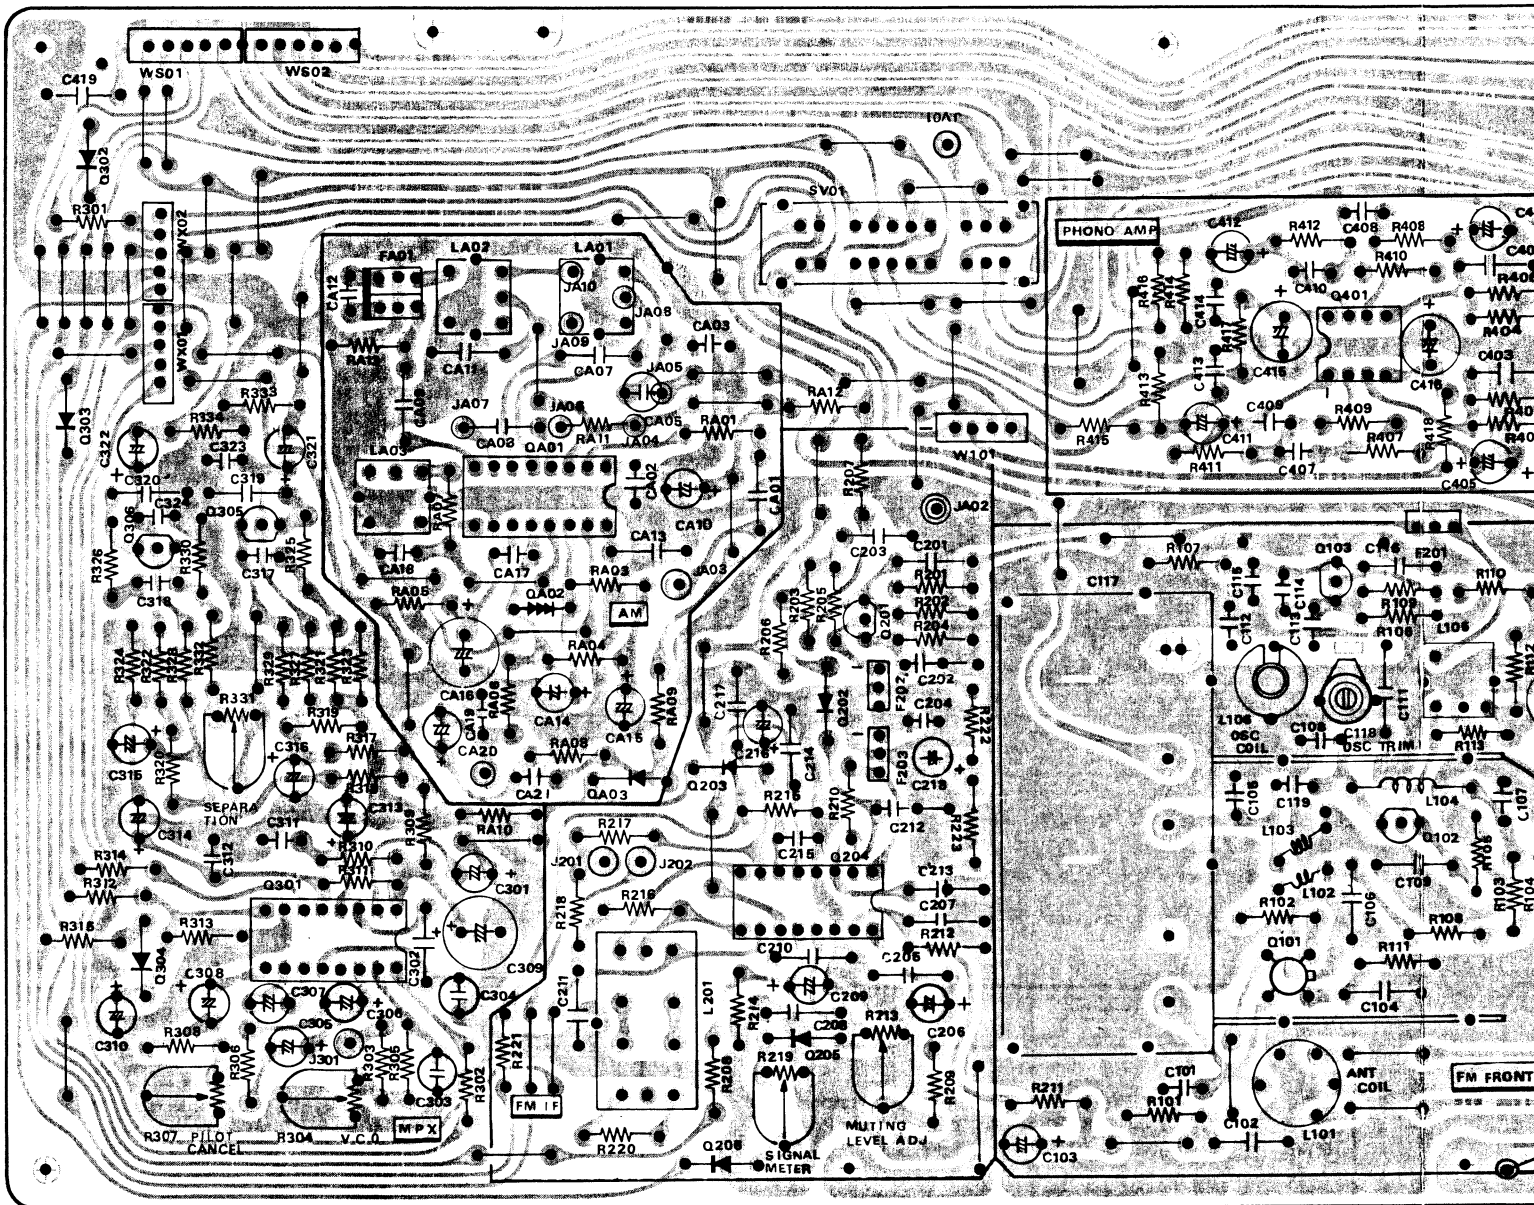 WS01
WS02
C419
JV01
Q302
SV01
R301
WX02
PHONO AMP
C412
R412
C408
R408
LA02
LA01
FA01
CA12
JA10
R416
R414
C414
C410
R410
Q401
JA08
R404
WX01
RA13
CA11
JA09
CA07
CA03
R417
C415
C413
C416
C403
JA05
R333
CA09
JA07
JA06
CA05
RA01
RA12
R413
Q303
R334
C322
C323
C321
CA08
RA11
JA04
QA01
W101
R415
C411
C409
R409
R411
C407
R407
R418
LA03
R207
C405
C320
C319
RA07
CA02
CA10
CA01
JA02
Q306
Q305
R326
R330
C317
R325
CA18
CA17
CA13
C203
C201
R107
Q103
F201
C318
RA03
JA03
R201
C117
C115
C114
R110
RA05
QA02
AM
R203
R205
R202
R204
Q201
C112
C113
R109
R106
L105
R206
RA04
R324
R322
R328
R332
R329
R321
R327
R323
C202
F202
Q202
C217
C204
R222
C111
L106
OSC
COIL
C108
C118
OSC TRIM
R113
R331
R319
C316
R317
CA16
CA19
RA06
CA14
CA15
RA09
CA20
RA08
C214
F203
C218
C315
R320
C313
SEPARA
TION
CA21
QA03
Q203
R215
R210
C212
C119
L104
C107
C314
C311
C312
R309
RA10
R217
R223
L103
Q102
R105
R310
R311
J201
J202
C215
Q204
R314
R312
Q301
C301
R216
C213
C207
L102
C109
C106
R103
R104
R218
R102
R108
R315
R313
Q304
C302
C309
C210
R212
C205
Q101
R111
C308
C307
C304
C211
L201
R214
C209
C104
C310
C305
C306
C208
Q205
R213
C206
R308
R306
J301
R303
R305
R221
R208
R219
ANT
COIL
FM FRONT
C303
R302
R209
R211
C101
R101
FM IF
MPX
C102
L101
R307
PILOT
CANCEL
R304
V.C.O
R220
Q206
SIGNAL
METER
MUTING
LEVEL ADJ
C103